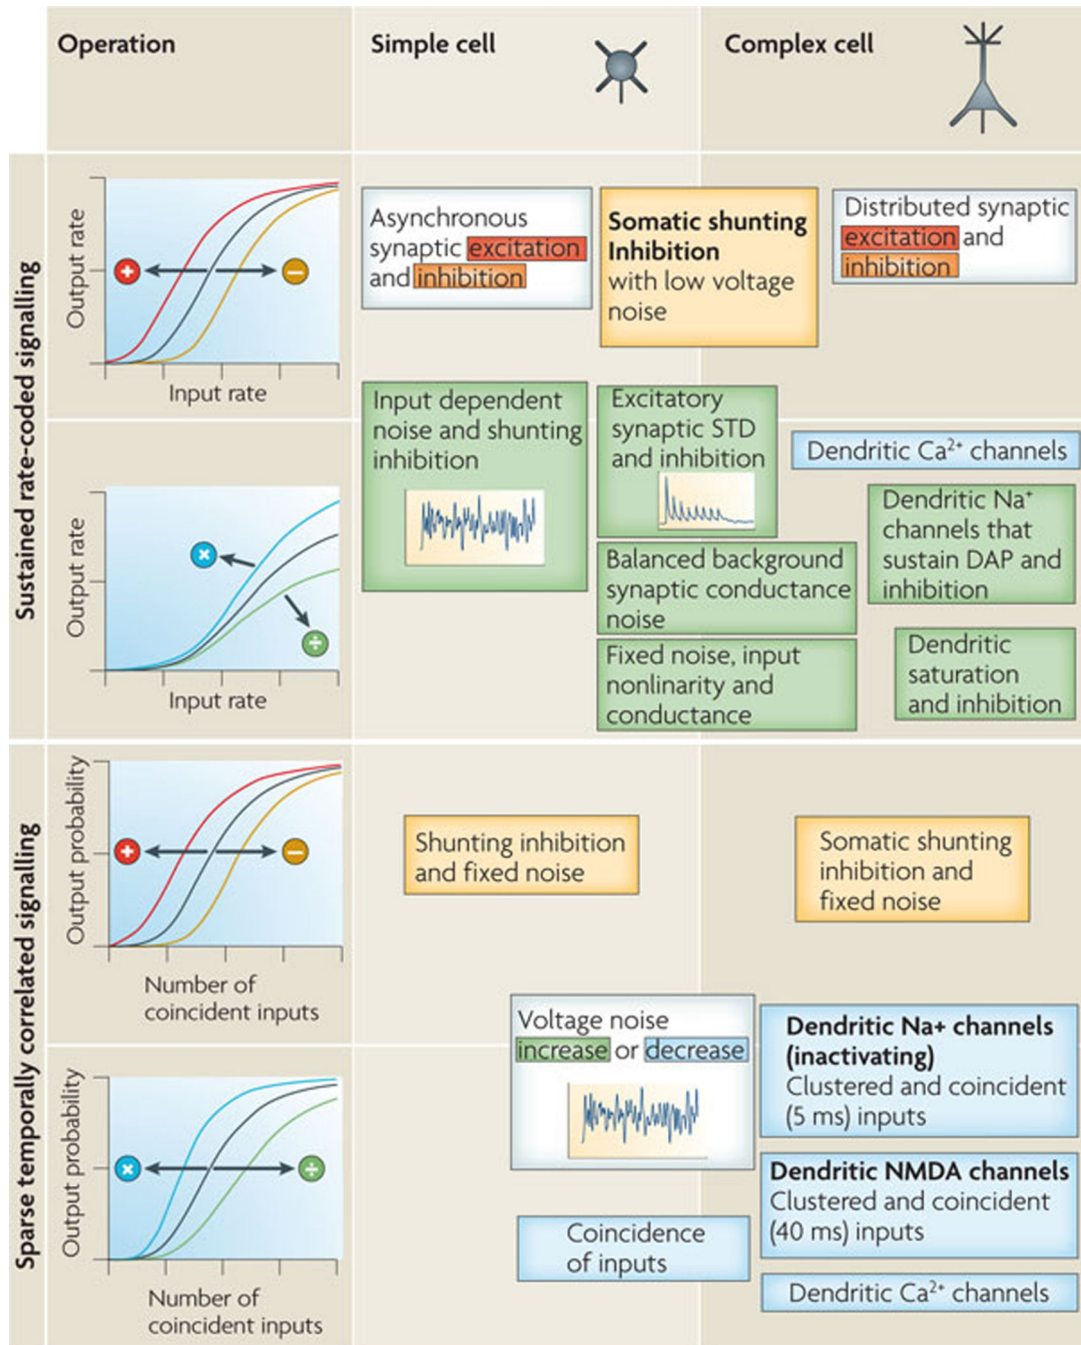 Operation
Simple cell
Complex cell
Sustained rate-coded signalling
Output rate
+
−
Input rate
Asynchronous
synaptic excitation
and inhibition
Somatic shunting
Inhibition
with low voltage
noise
Distributed synaptic
excitation and
inhibition
Output rate
×
÷
Input rate
Input dependent
noise and shunting
inhibition
Excitatory
synaptic STD
and inhibition
Dendritic Ca²⁺ channels
Dendritic Na⁺
channels that
sustain DAP and
inhibition
Balanced background
synaptic conductance
noise
Fixed noise, input
nonlinarity and
conductance
Dendritic
saturation
and inhibition
Sparse temporally correlated signalling
Output probability
+
−
Number of
coincident inputs
Shunting inhibition
and fixed noise
Somatic shunting
inhibition and
fixed noise
Output probability
×
÷
Number of
coincident inputs
Voltage noise
increase or decrease
Coincidence
of inputs
Dendritic Na+ channels
(inactivating)
Clustered and coincident
(5 ms) inputs
Dendritic NMDA channels
Clustered and coincident
(40 ms) inputs
Dendritic Ca²⁺ channels